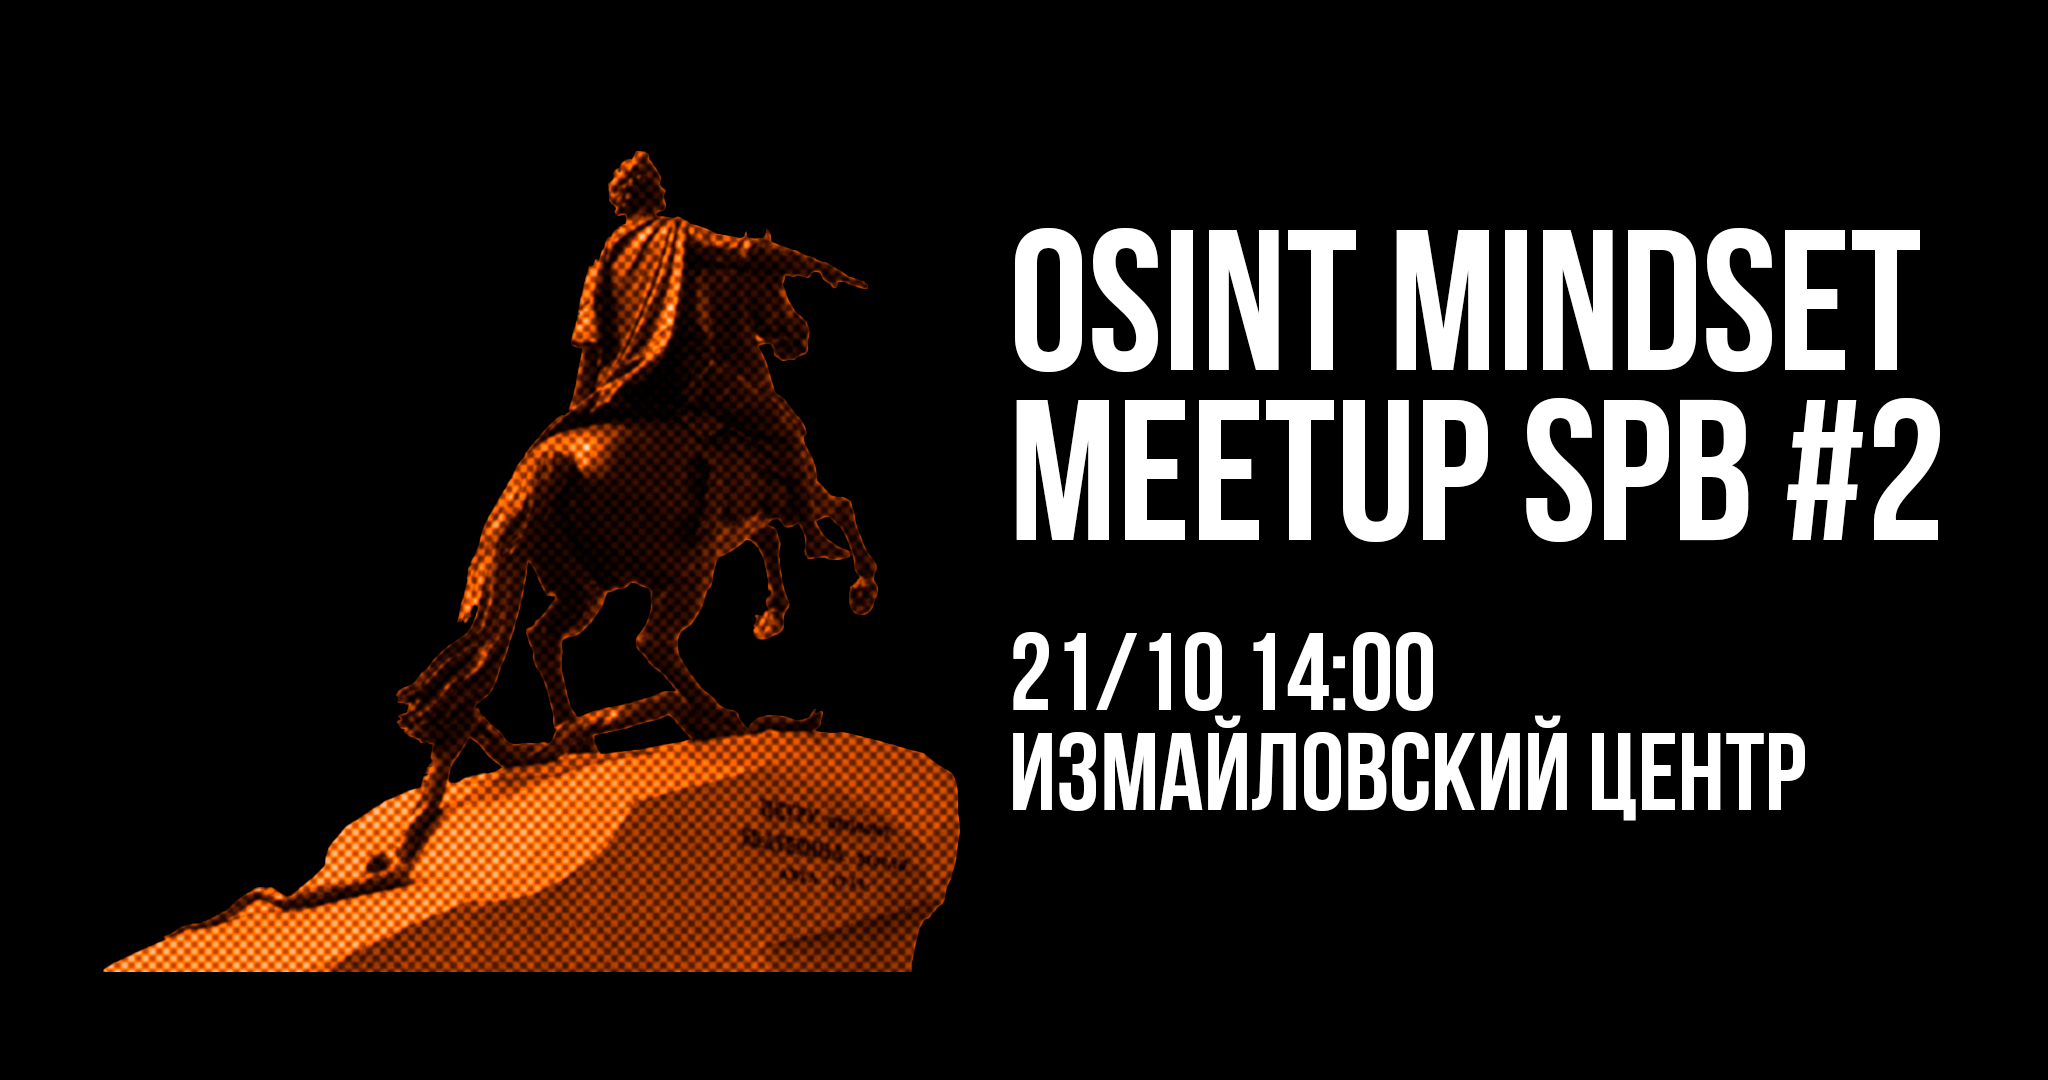 OSINT MINDSET
MEETUP SPB #2
21/10 14:00
ИЗМАЙЛОВСКИЙ ЦЕНТР